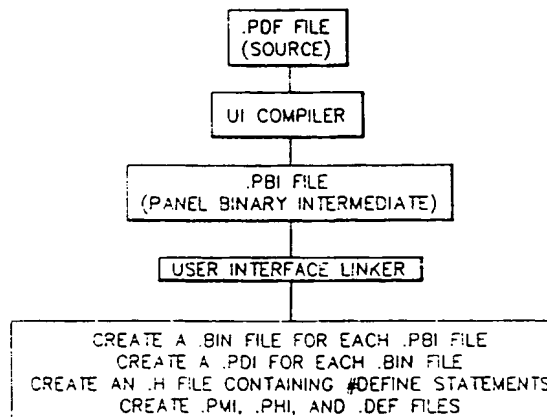 .PDF FILE
(SOURCE)
UI COMPILER
.PBI FILE
(PANEL BINARY INTERMEDIATE)
USER INTERFACE LINKER
CREATE A .BIN FILE FOR EACH .PBI FILE
CREATE A .PDI FOR EACH .BIN FILE
CREATE AN .H FILE CONTAINING #DEFINE STATEMENTS
CREATE .PMI, .PHI, AND .DEF FILES